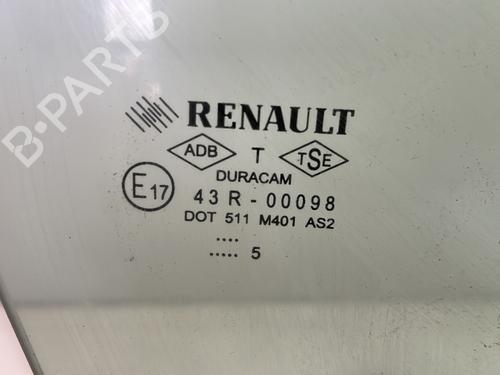 B-PARTS
RENAULT
ADB T TSE
DURACAM
E17
43R-00098
DOT 511 M401 AS2
....
..... 5